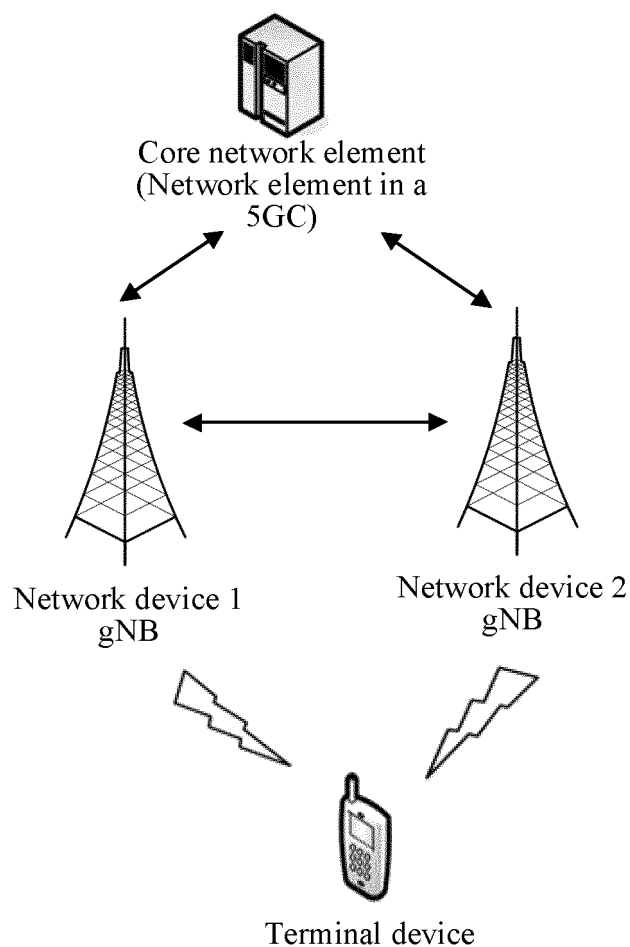 Core network element
(Network element in a
5GC)
Network device 1
gNB
Network device 2
gNB
Terminal device